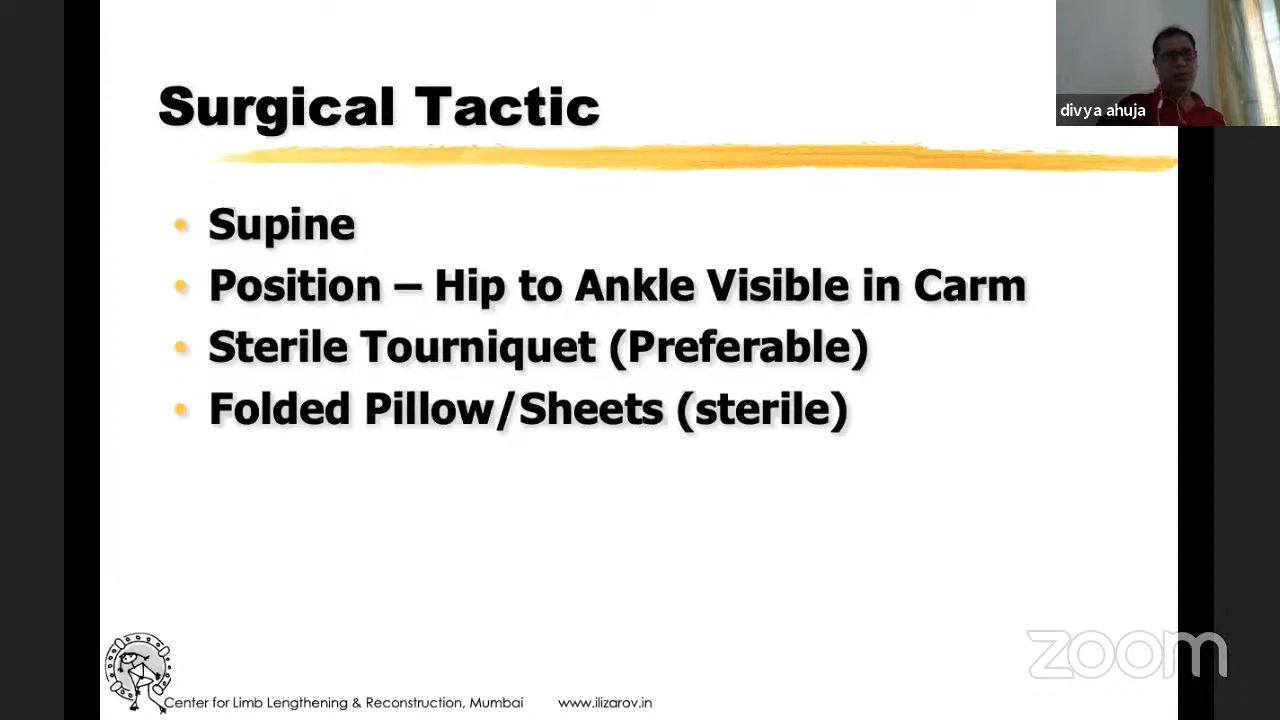 divya ahuja
Surgical Tactic
• Supine
• Position – Hip to Ankle Visible in Carm
• Sterile Tourniquet (Preferable)
• Folded Pillow/Sheets (sterile)
zoom
Center for Limb Lengthening & Reconstruction, Mumbai www.ilizarov.in